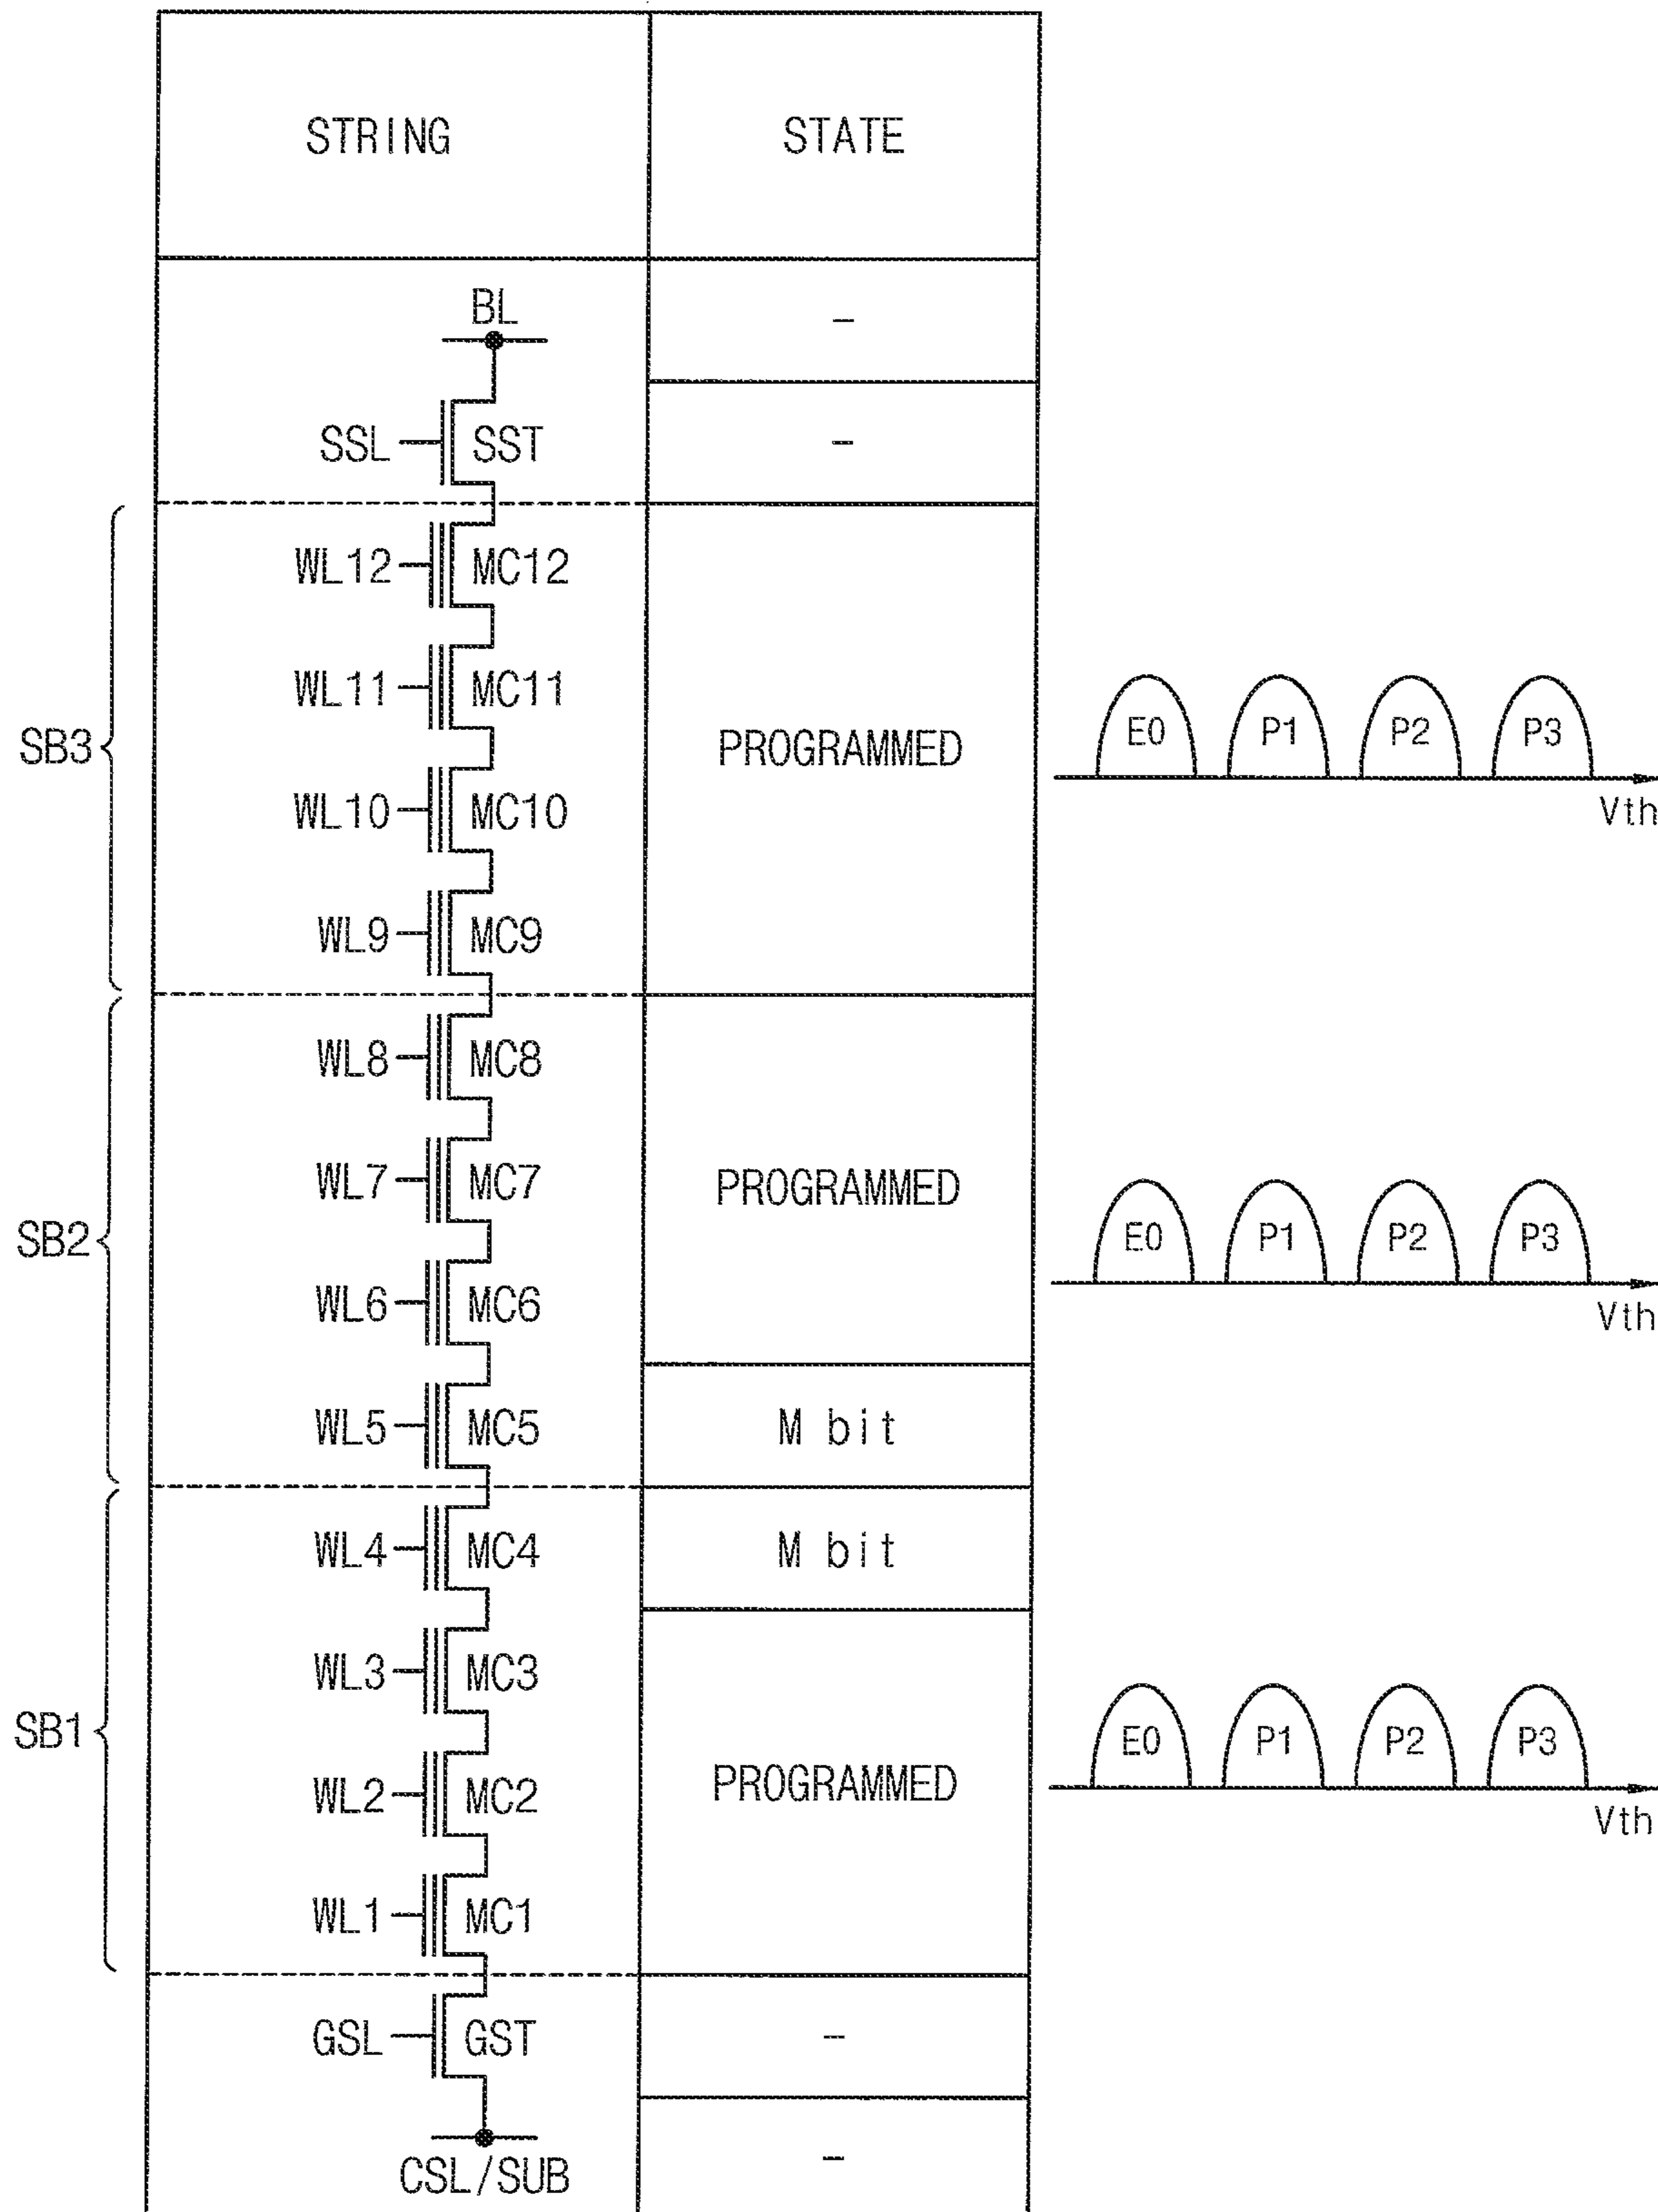 STRING STATE
BL -
SSL SST -
WL12 MC12
WL11 MC11
SB3 PROGRAMMED E0 P1 P2 P3
Vth
WL10 MC10
WL9 MC9
WL8 MC8
WL7 MC7 PROGRAMMED
SB2 E0 P1 P2 P3
Vth
WL6 MC6
WL5 MC5 M bit
WL4 MC4 M bit
WL3 MC3
SB1 E0 P1 P2 P3
Vth
WL2 MC2 PROGRAMMED
WL1 MC1
GSL GST -
CSL/SUB -